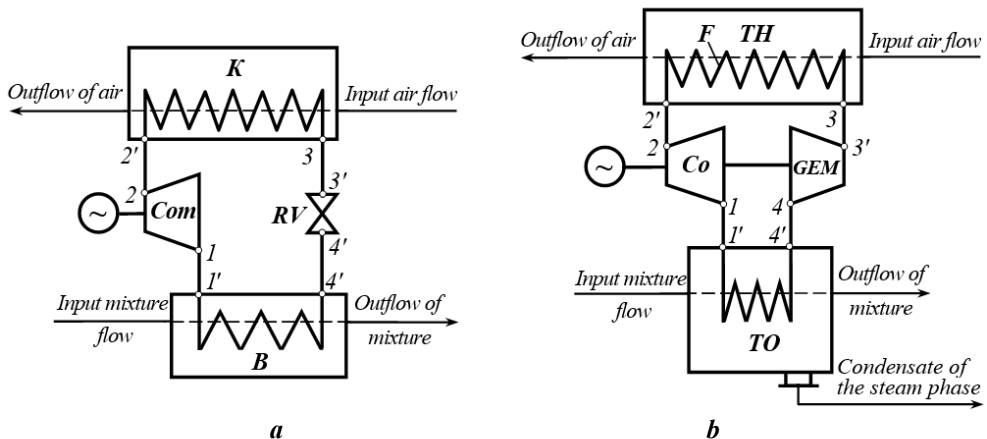 K
Outflow of air
Input air flow
2'
3
2
3'
~
Com
RV
1
4'
1'
4'
Input mixture
flow
Outflow of
mixture
B
a
F TH
Outflow of air
Input air flow
2'
3
2
3'
~
Co
GEM
1
4
1'
4'
Input mixture
flow
Outflow of
mixture
TO
Condensate of
the steam phase
b